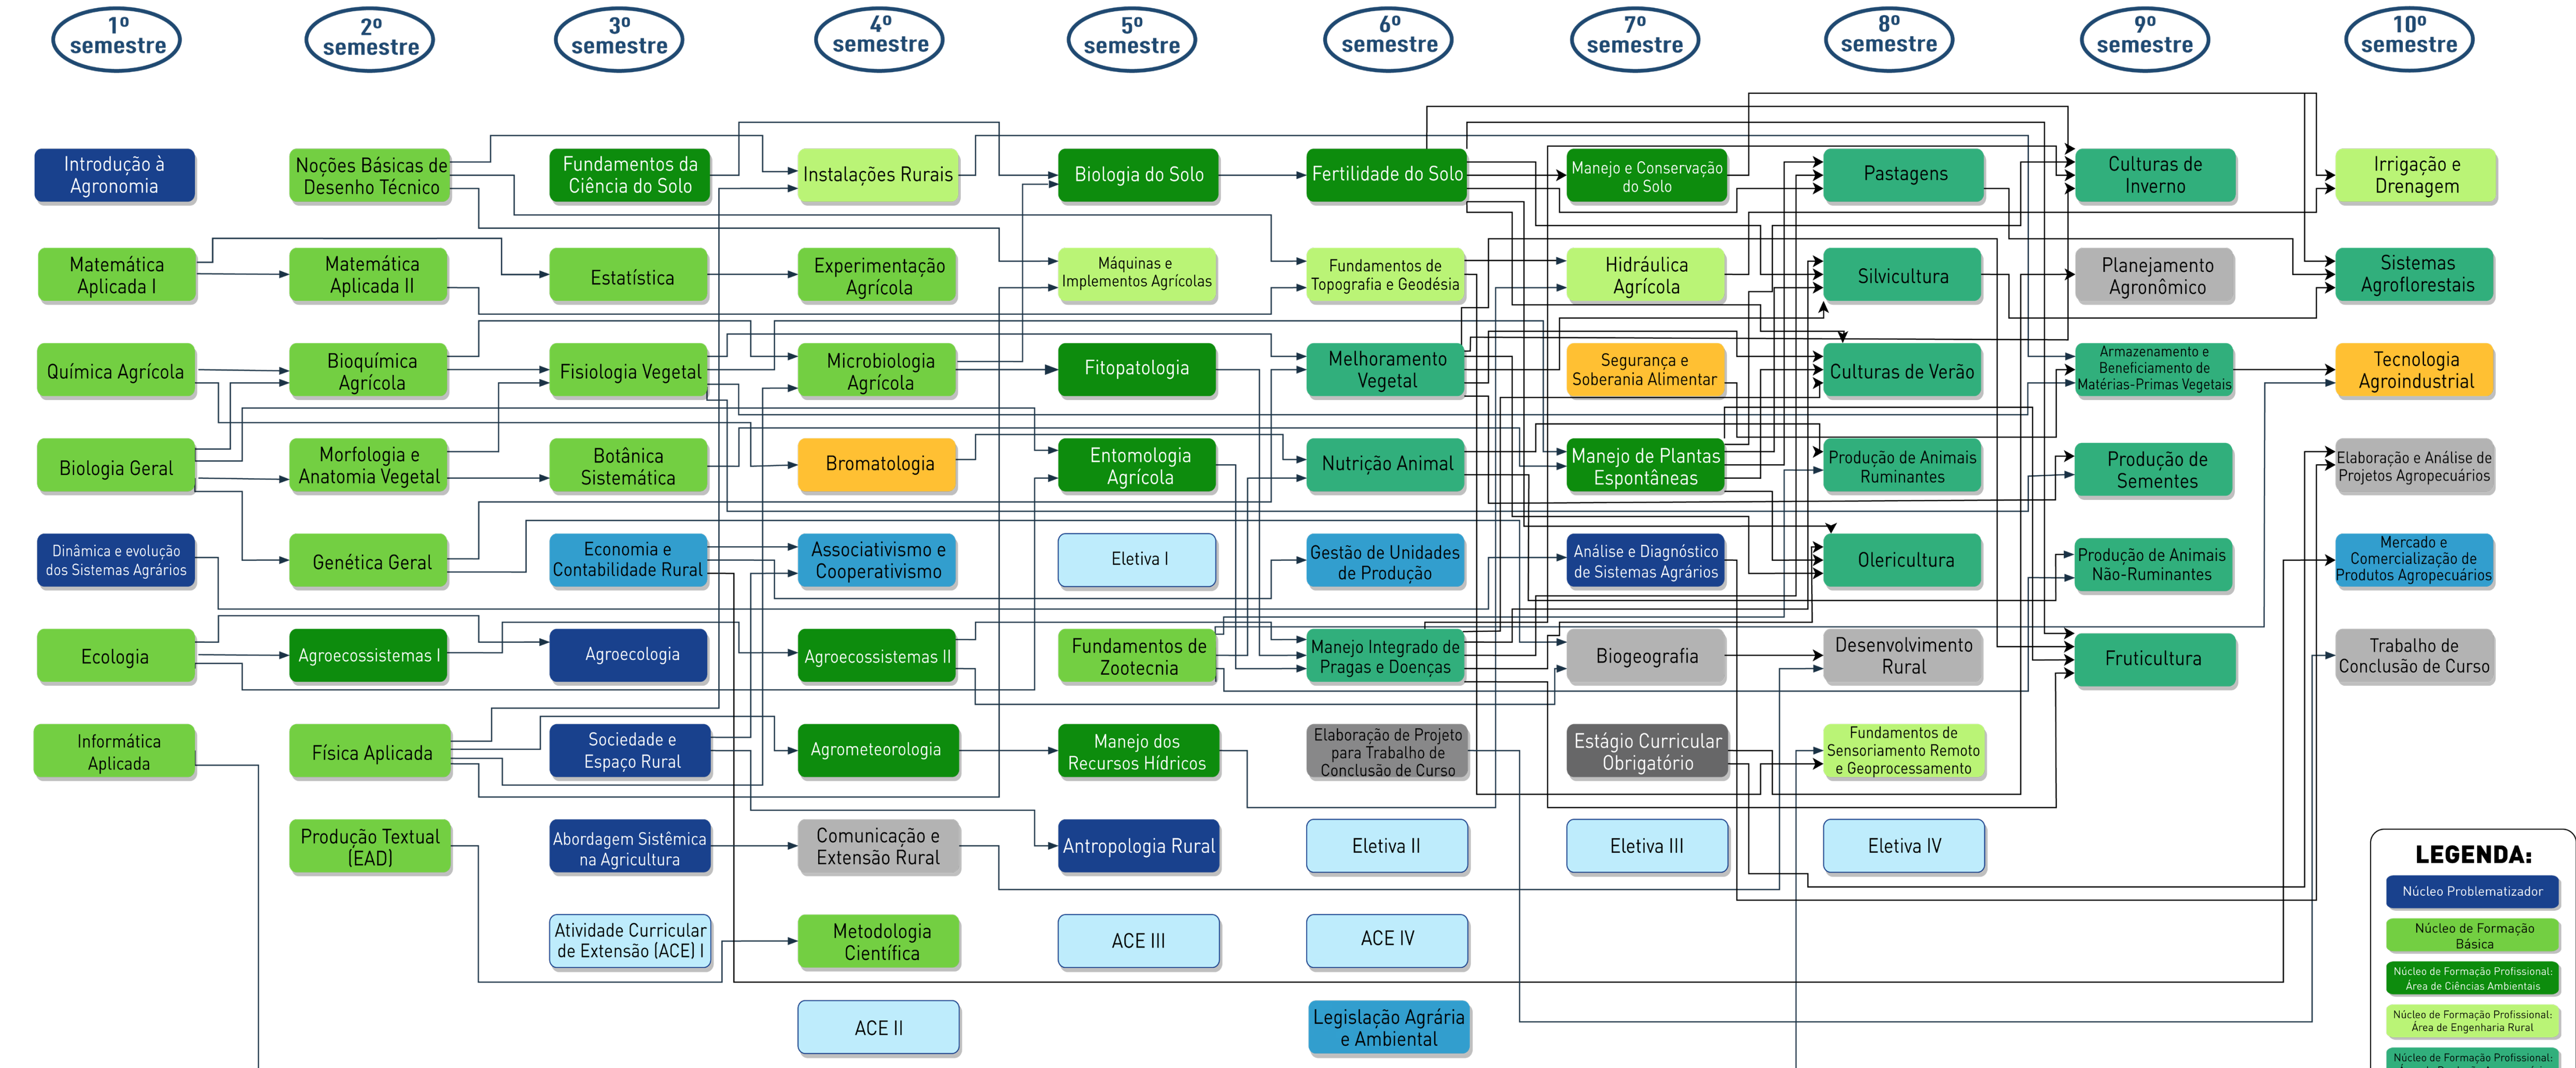 1º
semestre
2º
semestre
3º
semestre
4º
semestre
5º
semestre
6º
semestre
7º
semestre
8º
semestre
9º
semestre
10º
semestre
Introdução à
Agronomia
Noções Básicas de
Desenho Técnico
Fundamentos da
Ciência do Solo
Instalações Rurais
Biologia do Solo
Fertilidade do Solo
Manejo e Conservação
do Solo
Pastagens
Culturas de
Inverno
Irrigação e
Drenagem
Matemática
Aplicada I
Matemática
Aplicada II
Estatística
Experimentação
Agrícola
Máquinas e
Implementos Agrícolas
Fundamentos de
Topografia e Geodésia
Hidráulica
Agrícola
Silvicultura
Planejamento
Agronômico
Sistemas
Agroflorestais
Química Agrícola
Bioquímica
Agrícola
Fisiologia Vegetal
Microbiologia
Agrícola
Fitopatologia
Melhoramento
Vegetal
Segurança e
Soberania Alimentar
Culturas de Verão
Armazenamento e
Beneficiamento de
Matérias-Primas Vegetais
Tecnologia
Agroindustrial
Biologia Geral
Morfologia e
Anatomia Vegetal
Botânica
Sistemática
Bromatologia
Entomologia
Agrícola
Nutrição Animal
Manejo de Plantas
Espontâneas
Produção de Animais
Ruminantes
Produção de
Sementes
Elaboração e Análise de
Projetos Agropecuários
Dinâmica e evolução
dos Sistemas Agrários
Genética Geral
Economia e
Contabilidade Rural
Associativismo e
Cooperativismo
Eletiva I
Gestão de Unidades
de Produção
Análise e Diagnóstico
de Sistemas Agrários
Olericultura
Produção de Animais
Não-Ruminantes
Mercado e
Comercialização de
Produtos Agropecuários
Ecologia
Agroecossistemas I
Agroecologia
Agroecossistemas II
Fundamentos de
Zootecnia
Manejo Integrado de
Pragas e Doenças
Biogeografia
Desenvolvimento
Rural
Fruticultura
Trabalho de
Conclusão de Curso
Informática
Aplicada
Física Aplicada
Sociedade e
Espaço Rural
Agrometeorologia
Manejo dos
Recursos Hídricos
Elaboração de Projeto
para Trabalho de
Conclusão de Curso
Estágio Curricular
Obrigatório
Fundamentos de
Sensoriamento Remoto
e Geoprocessamento
Produção Textual
(EAD)
Abordagem Sistêmica
na Agricultura
Comunicação e
Extensão Rural
Antropologia Rural
Eletiva II
Eletiva III
Eletiva IV
Atividade Curricular
de Extensão (ACE) I
Metodologia
Científica
ACE III
ACE IV
ACE II
Legislação Agrária
e Ambiental
LEGENDA:
Núcleo Problematizador
Núcleo de Formação
Básica
Núcleo de Formação Profissional:
Área de Ciências Ambientais
Núcleo de Formação Profissional:
Área de Engenharia Rural
Núcleo de Formação Profissional: